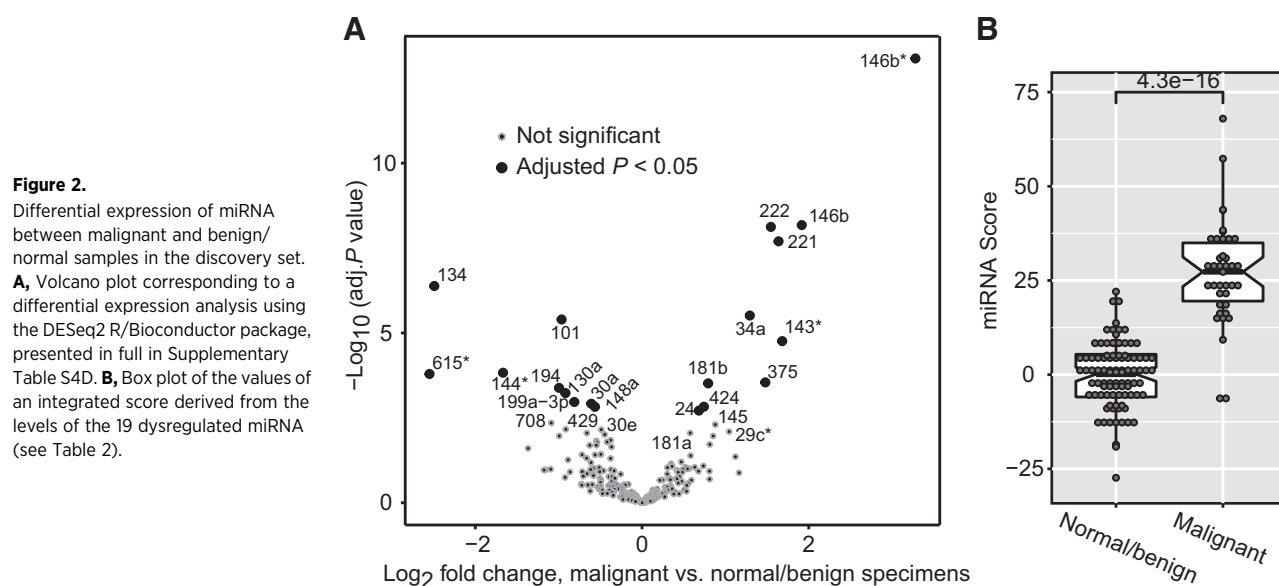 Figure 2.
Differential expression of miRNA
between malignant and benign/
normal samples in the discovery set.
A, Volcano plot corresponding to a
differential expression analysis using
the DESeq2 R/Bioconductor package,
presented in full in Supplementary
Table S4D. B, Box plot of the values of
an integrated score derived from the
levels of the 19 dysregulated miRNA
(see Table 2).
A
−Log10 (adj.P value)
10
5
0
Not significant
Adjusted P < 0.05
146b*
222
146b
221
134
101
34a
143*
615*
144*
194
130a
30a
148a
181b
375
199a−3p
429
24
424
708
30e
145
181a
29c*
−2
0
2
Log2 fold change, malignant vs. normal/benign specimens
B
miRNA Score
4.3e−16
75
50
25
0
−25
Normal/benign
Malignant